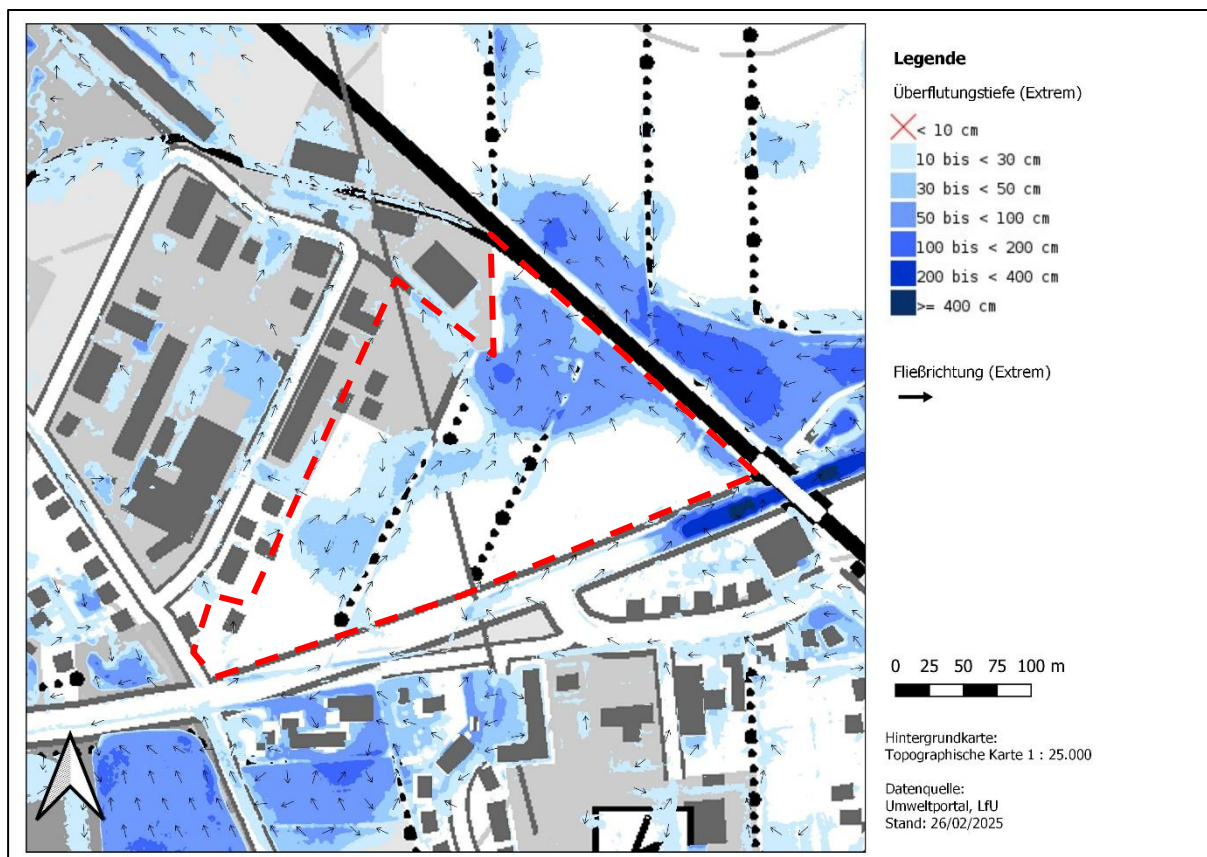 Legende
Überflutungstiefe (Extrem)
< 10 cm
10 bis < 30 cm
30 bis < 50 cm
50 bis < 100 cm
100 bis < 200 cm
200 bis < 400 cm
>= 400 cm
Fließrichtung (Extrem)
0 25 50 75 100 m
Hintergrundkarte:
Topographische Karte 1 : 25.000
Datenquelle:
Umweltportal, LfU
Stand: 26/02/2025